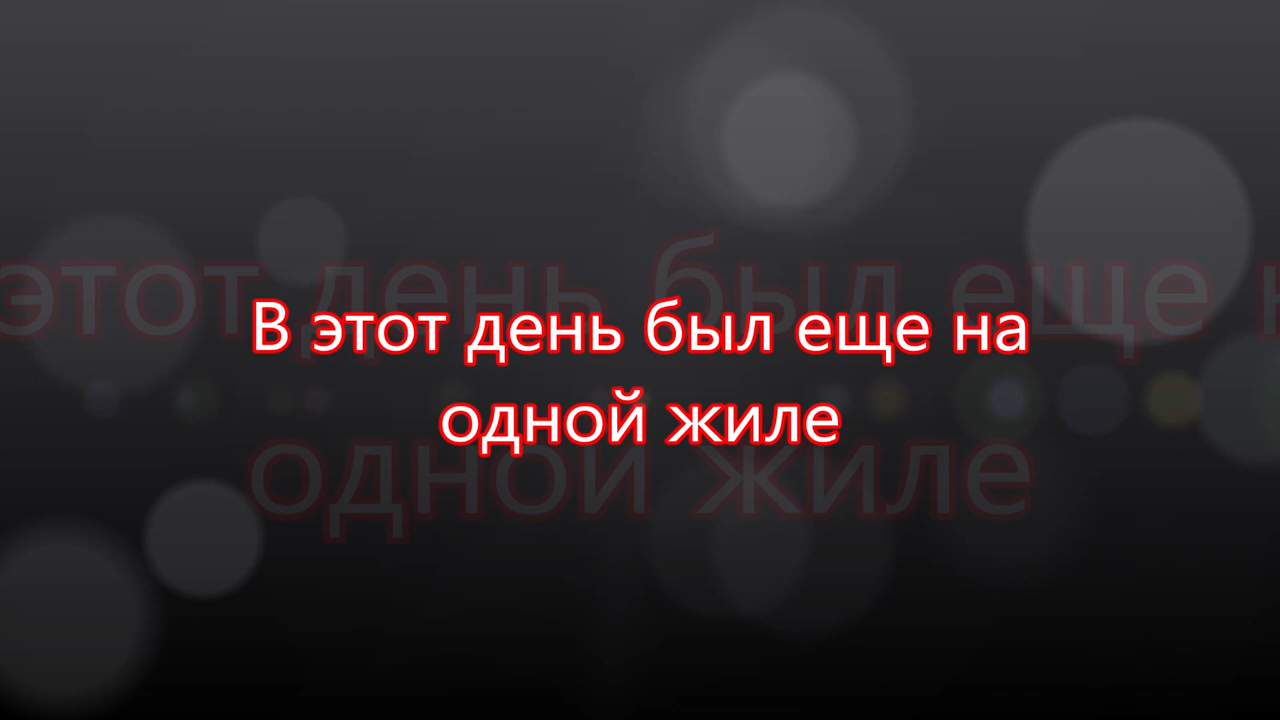 В этот день был еще на
одной жиле